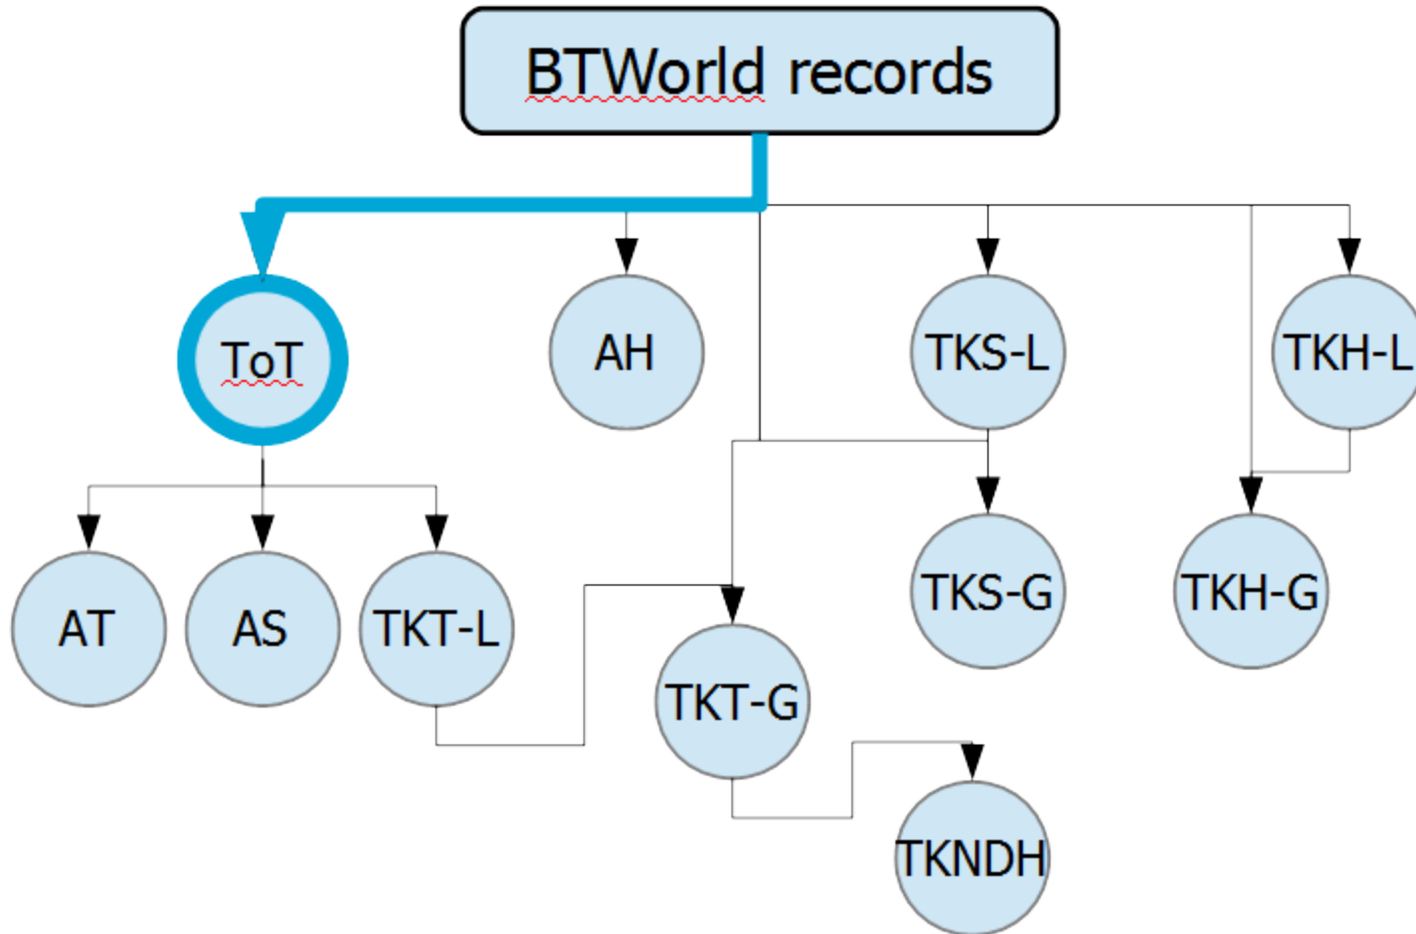 BTWorld records
ToT
AH
TKS-L
TKH-L
AT
AS
TKT-L
TKT-G
TKS-G
TKH-G
TKNDH